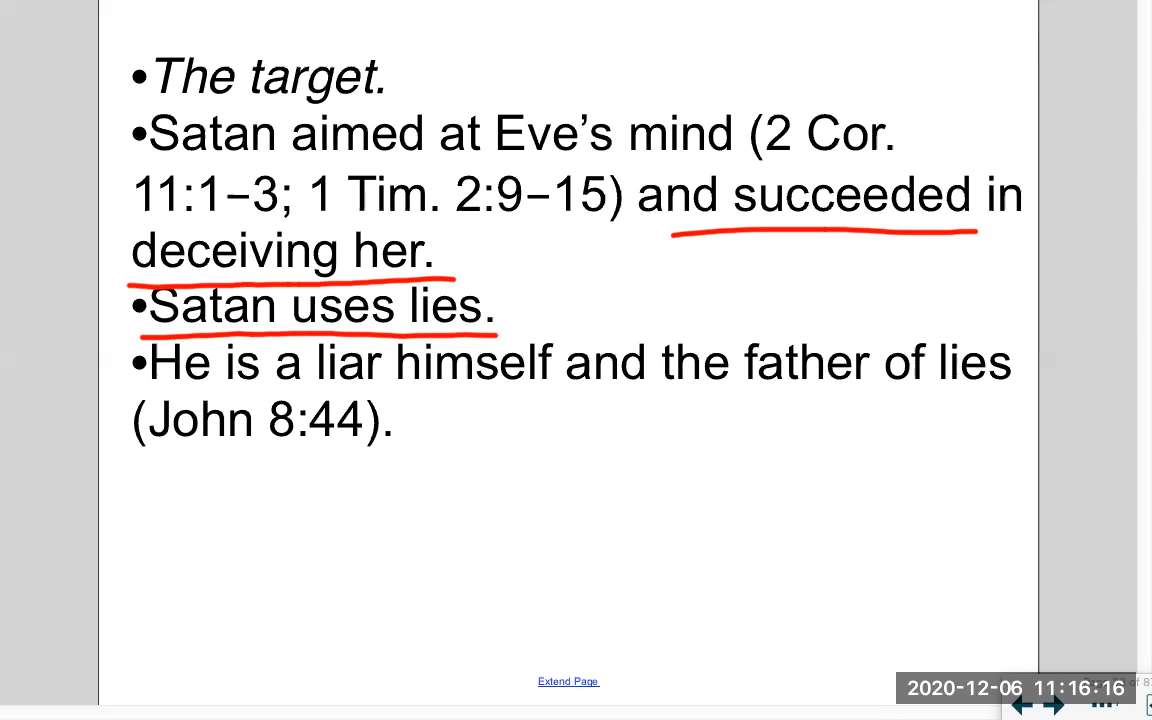 •The target.
•Satan aimed at Eve’s mind (2 Cor.
11:1–3; 1 Tim. 2:9–15) and succeeded in
deceiving her.
•Satan uses lies.
•He is a liar himself and the father of lies
(John 8:44).
Extend Page
2020-12-06 11:16:16